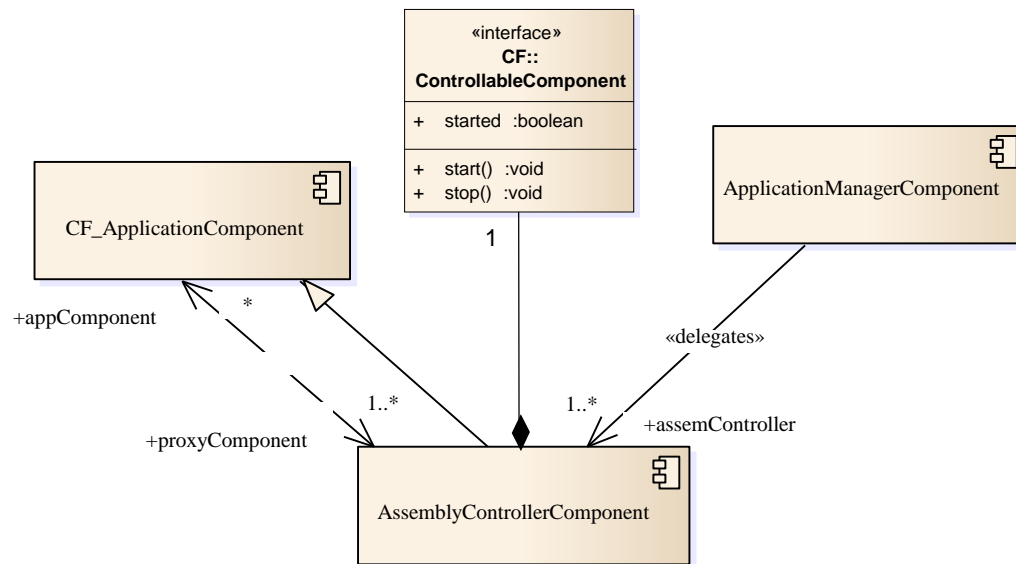 «interface»
CF::
ControllableComponent
+ started :boolean
+ start() :void
+ stop() :void
ApplicationManagerComponent
CF_ApplicationComponent
1
+appComponent
*
«delegates»
1..*
1..*
+proxyComponent
+assemController
AssemblyControllerComponent